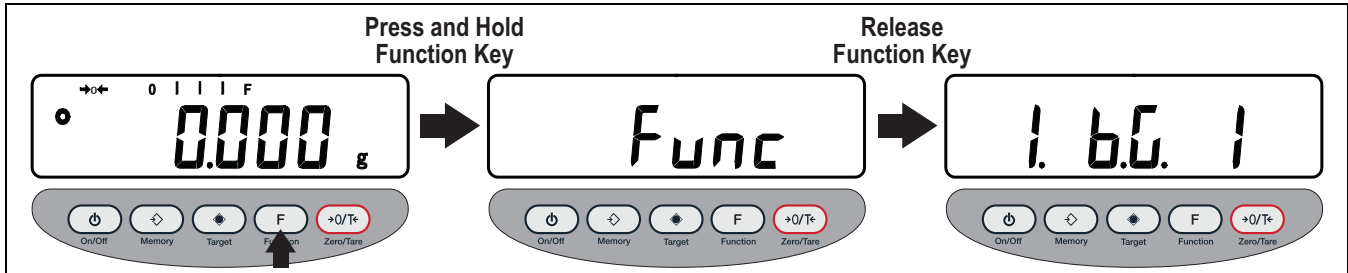 Press and Hold
Function Key
Release
Function Key
→0← 0 I I I F
0.000 g
Func
1. b.G. 1
F →0/T←
On/Off Memory Target Function Zero/Tare
F →0/T←
On/Off Memory Target Function Zero/Tare
F →0/T←
On/Off Memory Target Function Zero/Tare